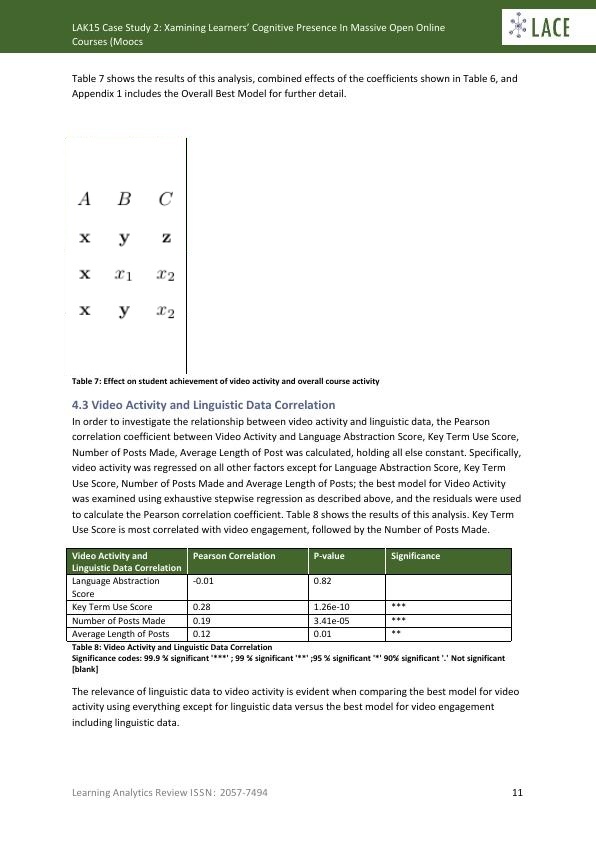 LAK15 Case Study 2: Xamining Learners’ Cognitive Presence In Massive Open Online
Courses (Moocs
LACE
Table 7 shows the results of this analysis, combined effects of the coefficients shown in Table 6, and
Appendix 1 includes the Overall Best Model for further detail.
A B C
x y z
x x₁ x₂
x y x₂
Table 7: Effect on student achievement of video activity and overall course activity
4.3 Video Activity and Linguistic Data Correlation
In order to investigate the relationship between video activity and linguistic data, the Pearson
correlation coefficient between Video Activity and Language Abstraction Score, Key Term Use Score,
Number of Posts Made, Average Length of Post was calculated, holding all else constant. Specifically,
video activity was regressed on all other factors except for Language Abstraction Score, Key Term
Use Score, Number of Posts Made and Average Length of Posts; the best model for Video Activity
was examined using exhaustive stepwise regression as described above, and the residuals were used
to calculate the Pearson correlation coefficient. Table 8 shows the results of this analysis. Key Term
Use Score is most correlated with video engagement, followed by the Number of Posts Made.
Video Activity and Pearson Correlation P-value Significance
Linguistic Data Correlation
Language Abstraction -0.01 0.82
Score
Key Term Use Score 0.28 1.26e-10 ***
Number of Posts Made 0.19 3.41e-05 ***
Average Length of Posts 0.12 0.01 **
Table 8: Video Activity and Linguistic Data Correlation
Significance codes: 99.9 % significant '***' ; 99 % significant '**' ;95 % significant '*' 90% significant '.' Not significant
[blank]
The relevance of linguistic data to video activity is evident when comparing the best model for video
activity using everything except for linguistic data versus the best model for video engagement
including linguistic data.
Learning Analytics Review ISSN: 2057-7494 11